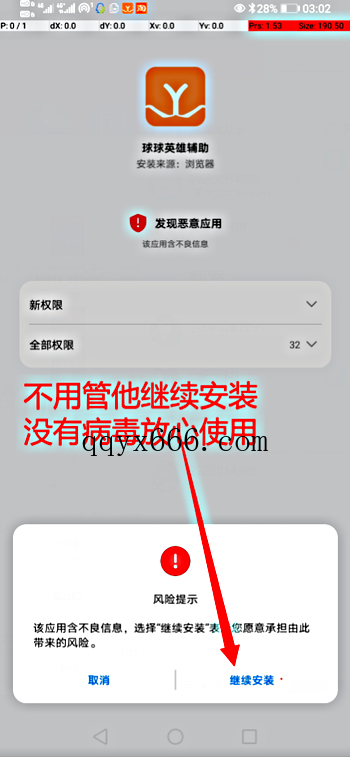 28% 03:02
P: 0 / 1 dX: 0.0 dY: 0.0 Xv: 0.0 Yv: 0.0 Prs: 1.53 Size: 190.50
球球英雄辅助
安装来源：浏览器
发现恶意应用
该应用含不良信息
新权限
全部权限 32
不用管他继续安装
没有病毒放心使用
qqyx666.com
风险提示
该应用含不良信息，选择“继续安装”表 您愿意承担由此
带来的风险。
取消 继续安装